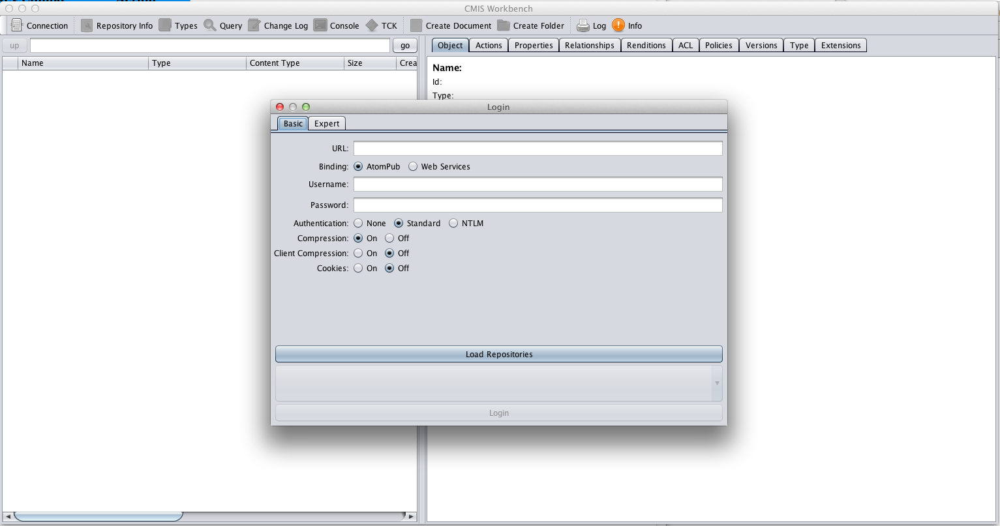 CMIS Workbench
Connection Repository Info Types Query Change Log Console TCK Create Document Create Folder Log Info
up go Object Actions Properties Relationships Renditions ACL Policies Versions Type Extensions
Name Type Content Type Size Crea
Name:
Id:
Type:
Login
Basic Expert
URL:
Binding: AtomPub Web Services
Username:
Password:
Authentication: None Standard NTLM
Compression: On Off
Client Compression: On Off
Cookies: On Off
Load Repositories
Login